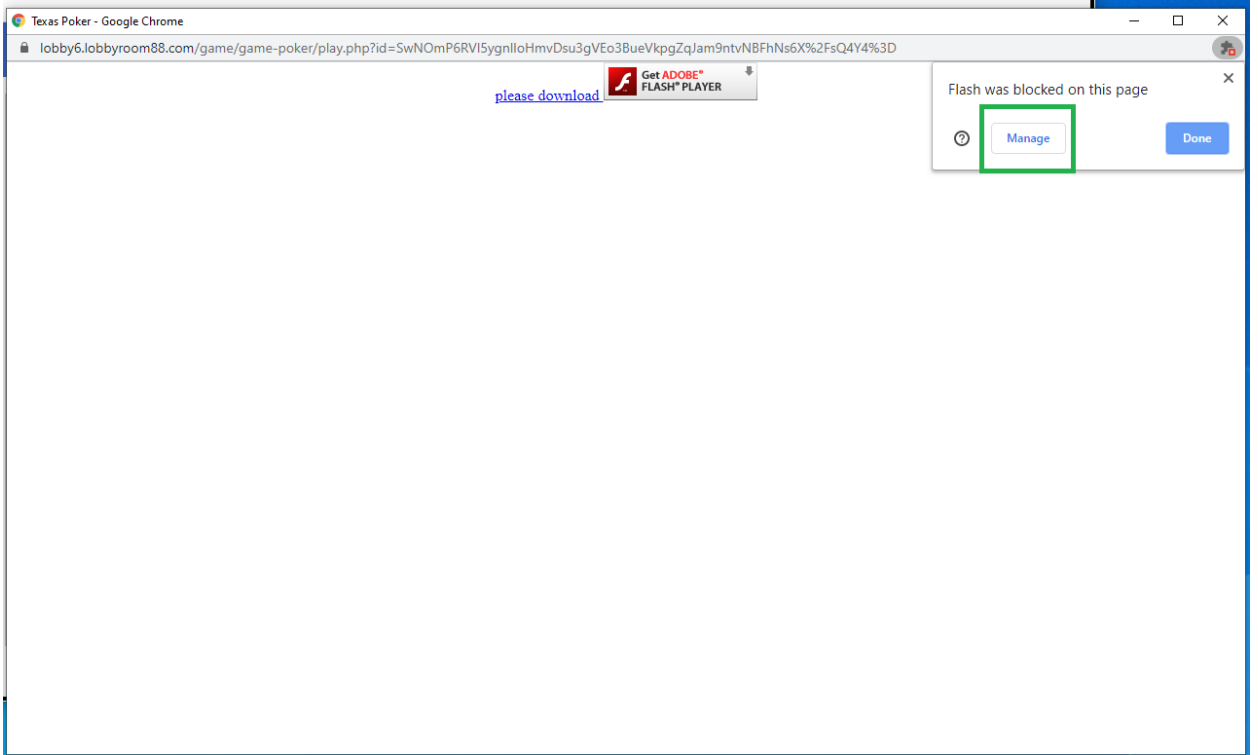 Texas Poker - Google Chrome
lobby6.lobbyroom88.com/game/game-poker/play.php?id=SwNOmP6RVI5ygnlIoHmvDsu3gVEo3BueVkpgZqJam9ntvNBFhNs6X%2FsQ4Y4%3D
please download
Get ADOBE®
FLASH® PLAYER
Flash was blocked on this page
Manage
Done